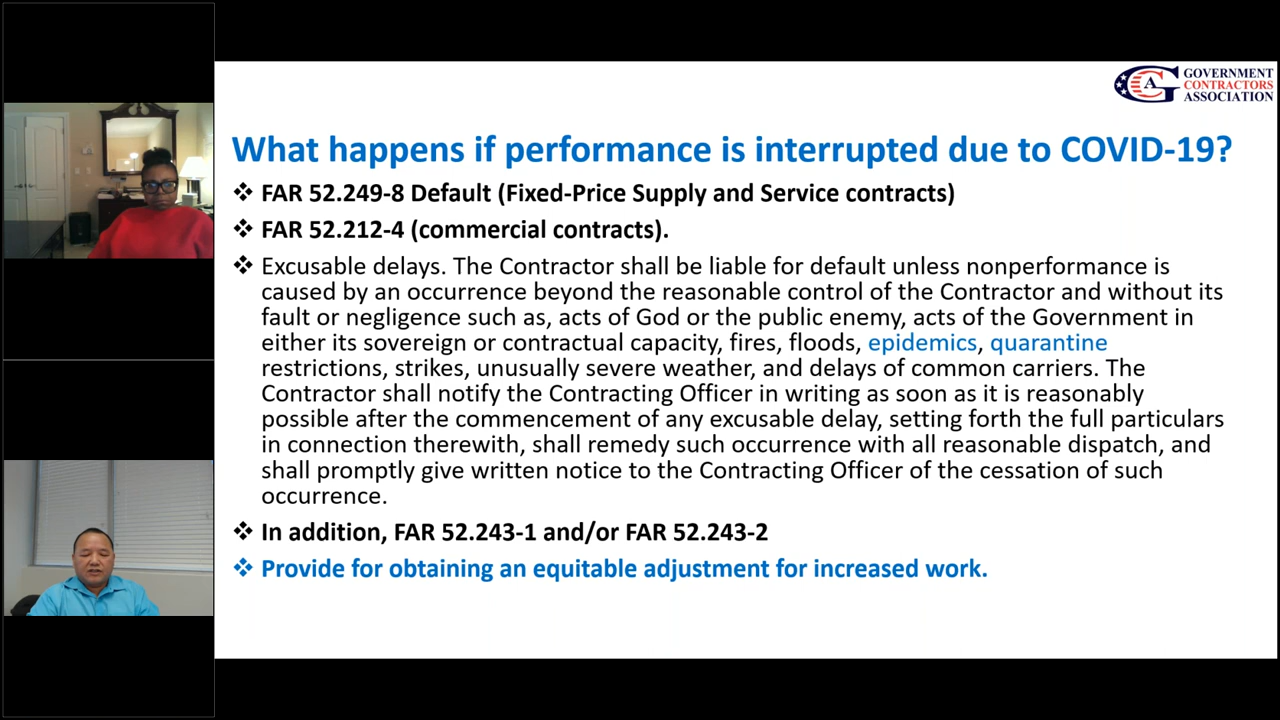 GOVERNMENT
CONTRACTORS
ASSOCIATION
GCA
What happens if performance is interrupted due to COVID-19?
❖ FAR 52.249-8 Default (Fixed-Price Supply and Service contracts)
❖ FAR 52.212-4 (commercial contracts).
❖ Excusable delays. The Contractor shall be liable for default unless nonperformance is
caused by an occurrence beyond the reasonable control of the Contractor and without its
fault or negligence such as, acts of God or the public enemy, acts of the Government in
either its sovereign or contractual capacity, fires, floods, epidemics, quarantine
restrictions, strikes, unusually severe weather, and delays of common carriers. The
Contractor shall notify the Contracting Officer in writing as soon as it is reasonably
possible after the commencement of any excusable delay, setting forth the full particulars
in connection therewith, shall remedy such occurrence with all reasonable dispatch, and
shall promptly give written notice to the Contracting Officer of the cessation of such
occurrence.
❖ In addition, FAR 52.243-1 and/or FAR 52.243-2
❖ Provide for obtaining an equitable adjustment for increased work.